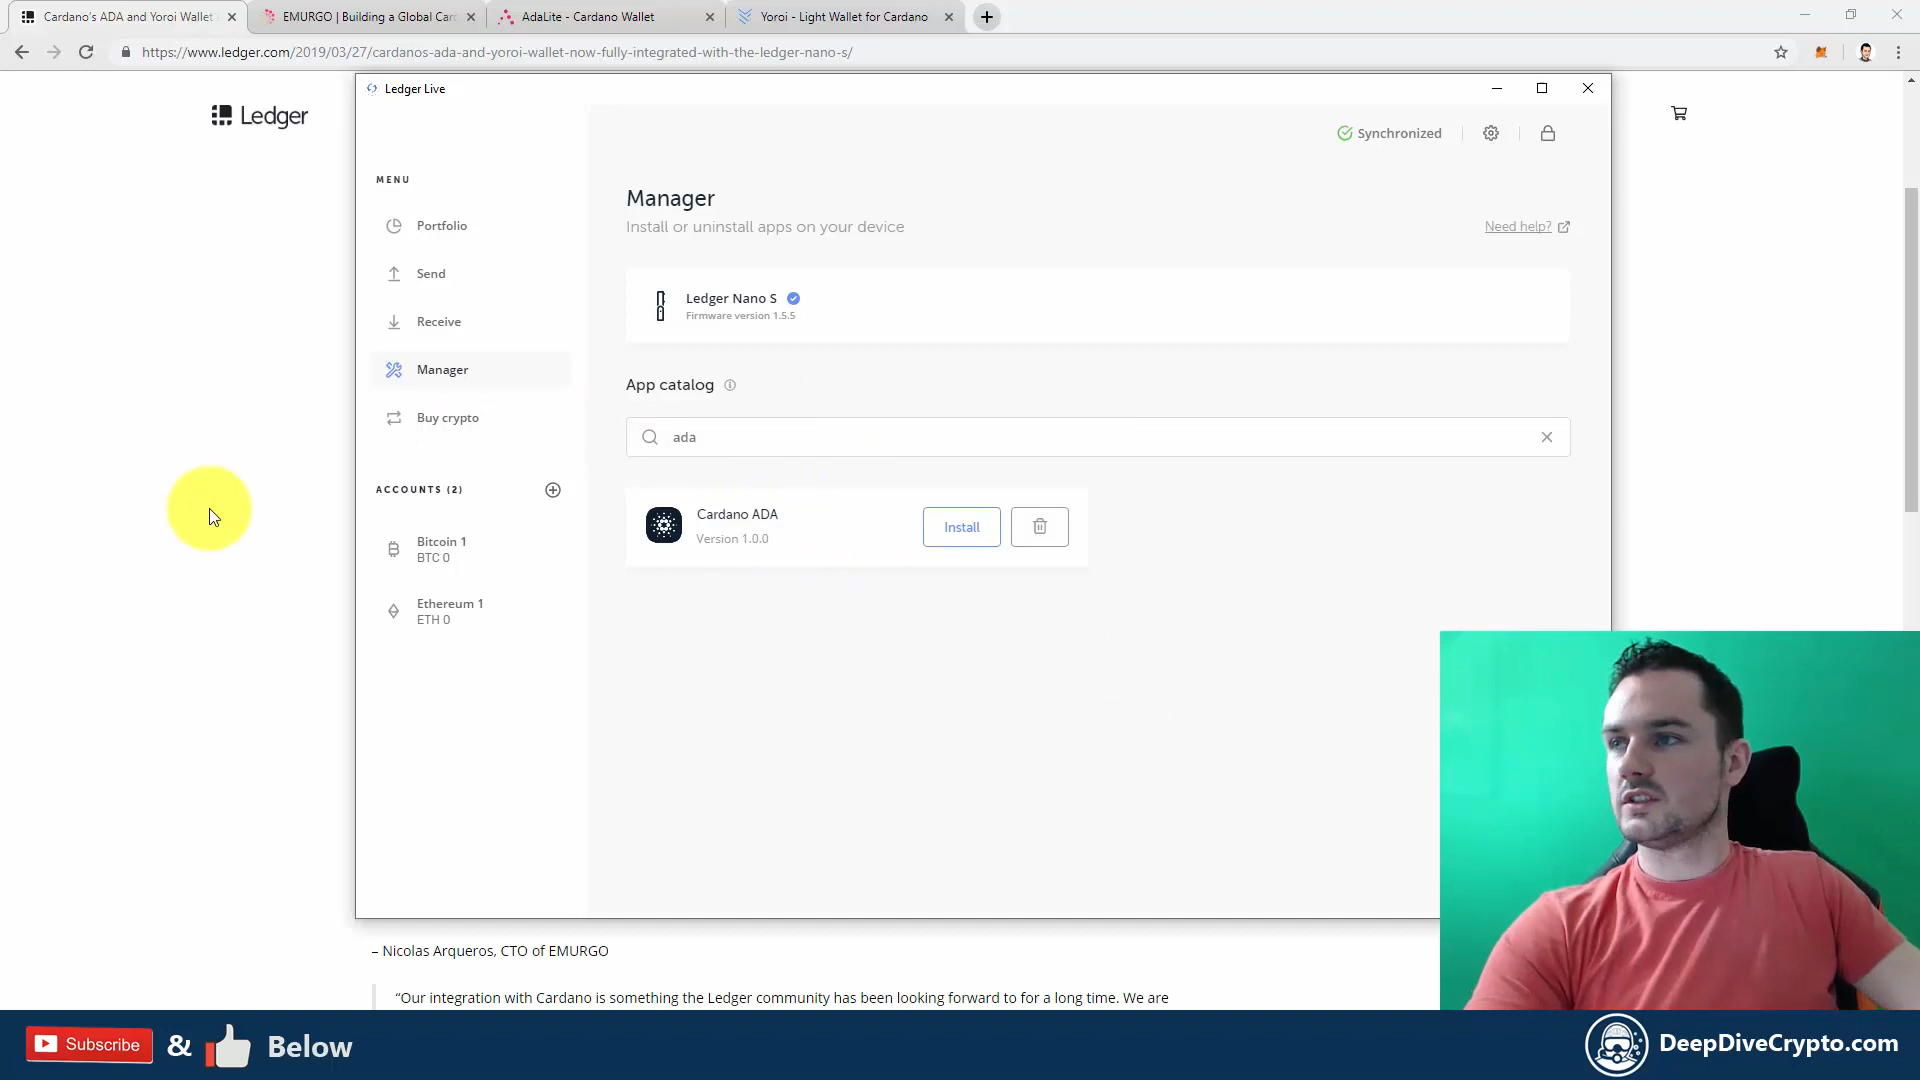 Cardano's ADA and Yoroi Wallet
EMURGO | Building a Global Car
AdaLite - Cardano Wallet
Yoroi - Light Wallet for Cardano
https://www.ledger.com/2019/03/27/cardanos-ada-and-yoroi-wallet-now-fully-integrated-with-the-ledger-nano-s/
Ledger
Ledger Live
Synchronized
MENU
Portfolio
Send
Receive
Manager
Buy crypto
ACCOUNTS (2)
Bitcoin 1
BTC 0
Ethereum 1
ETH 0
Manager
Install or uninstall apps on your device
Need help?
Ledger Nano S
Firmware version 1.5.5
App catalog
ada
Cardano ADA
Version 1.0.0
Install
– Nicolas Arqueros, CTO of EMURGO
“Our integration with Cardano is something the Ledger community has been looking forward to for a long time. We are
Subscribe & Below
DeepDiveCrypto.com